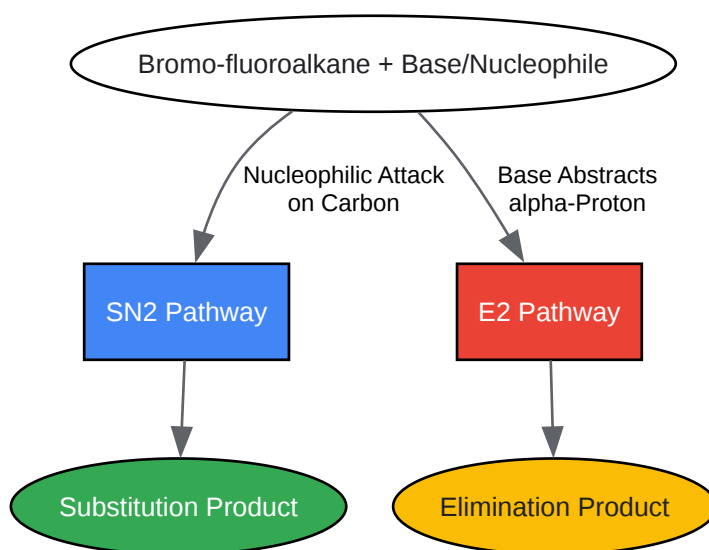 Bromo-fluoroalkane + Base/Nucleophile
Nucleophilic Attack
on Carbon
Base Abstracts
alpha-Proton
SN2 Pathway
E2 Pathway
Substitution Product
Elimination Product